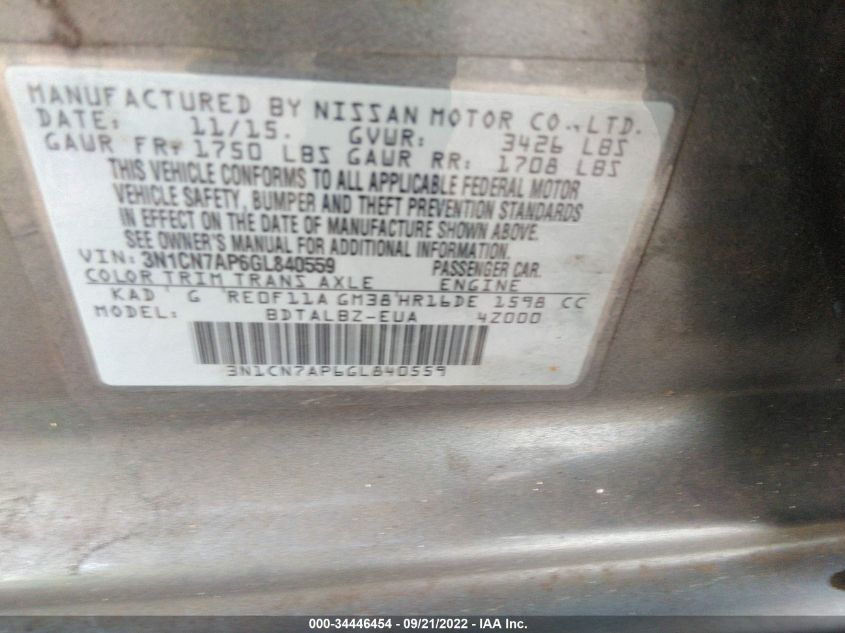 MANUFACTURED BY NISSAN MOTOR CO.,LTD.
DATE: 11/15. GVWR: 3426 LBS
GAWR FR: 1750 LBS GAWR RR: 1708 LBS
THIS VEHICLE CONFORMS TO ALL APPLICABLE FEDERAL MOTOR
VEHICLE SAFETY, BUMPER AND THEFT PREVENTION STANDARDS
IN EFFECT ON THE DATE OF MANUFACTURE SHOWN ABOVE.
SEE OWNER'S MANUAL FOR ADDITIONAL INFORMATION.
VIN: 3N1CN7AP6GL840559 PASSENGER CAR.
COLOR TRIM TRANS AXLE ENGINE
KAD G RE0F11A GM38 HR16DE 1598 CC
MODEL: BDTALBZ-EUA 4Z000
3N1CN7AP6GL840559
000-34446454 - 09/21/2022 - IAA Inc.